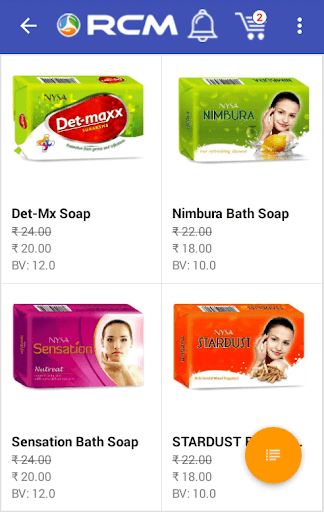 RCM
2
NYSA
Det-maxx
SURAKSHA
NYSA
NIMBURA
Det-Mx Soap
Nimbura Bath Soap
₹ 24.00
₹ 22.00
₹ 20.00
₹ 18.00
BV: 12.0
BV: 10.0
NYSA
Sensation
Nutreat
NYSA
STARDUST
Sensation Bath Soap
STARDUST
₹ 24.00
₹ 22.00
₹ 20.00
₹ 18.00
BV: 12.0
BV: 10.0